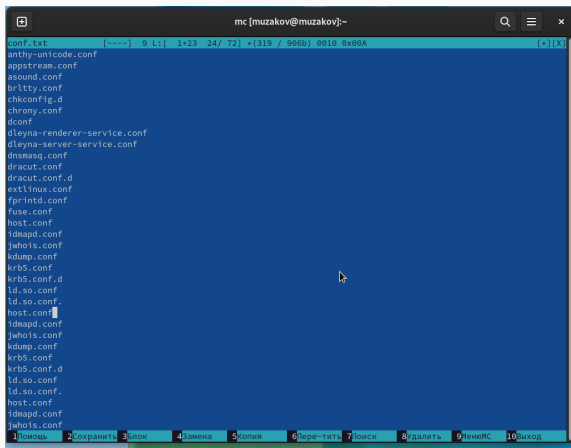 mc [muzakov@muzakov]:~
conf.txt [----] 9 L:[ 1+23 24/ 72] *(319 / 906b) 0010 0x00A [*][X]
anthy-unicode.conf
appstream.conf
asound.conf
brltty.conf
chkconfig.d
chrony.conf
dconf
dleyna-renderer-service.conf
dleyna-server-service.conf
dnsmasq.conf
dracut.conf
dracut.conf.d
extlinux.conf
fprintd.conf
fuse.conf
host.conf
idmapd.conf
jwhois.conf
kdump.conf
krb5.conf
krb5.conf.d
ld.so.conf
ld.so.conf.
host.conf
idmapd.conf
jwhois.conf
kdump.conf
krb5.conf
krb5.conf.d
ld.so.conf
ld.so.conf.
host.conf
idmapd.conf
jwhois.conf
1Помощь 2Сохранить 3Блок 4Замена 5Копия 6Пере~тить 7Поиск 8Удалить 9МенюMC 10Выход